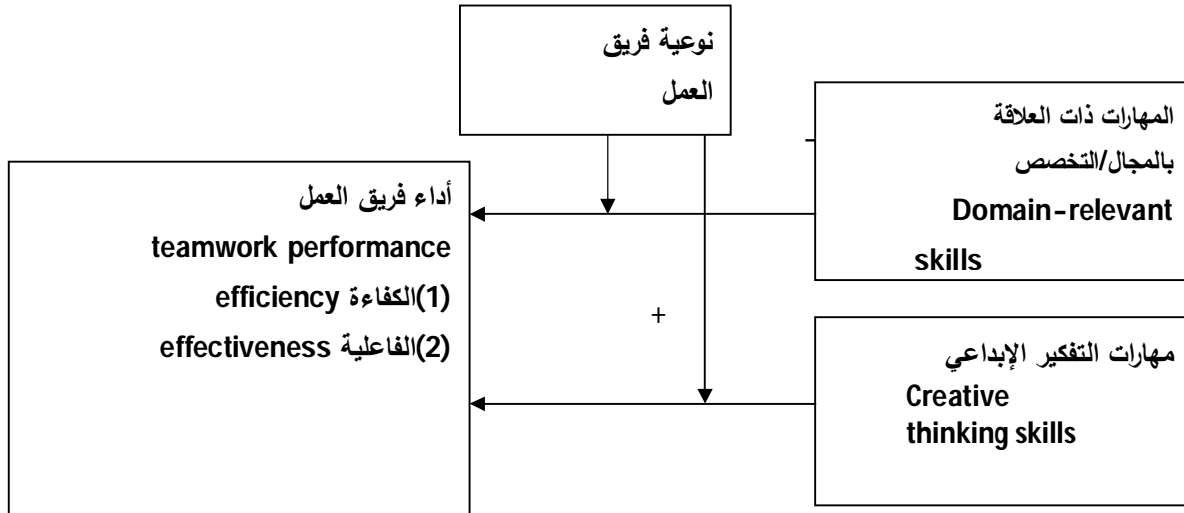 نوعية فريق
العمل
المهارات ذات العلاقة
بالمجال/التخصص
Domain-relevant
skills
أداء فريق العمل
teamwork performance
(1)الكفاءة efficiency
(2)الفاعلية effectiveness
-
+
مهارات التفكير الإبداعي
Creative
thinking skills